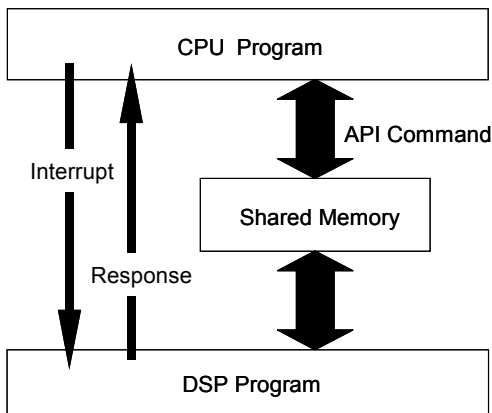 CPU Program
API Command
Interrupt
Shared Memory
Response
DSP Program